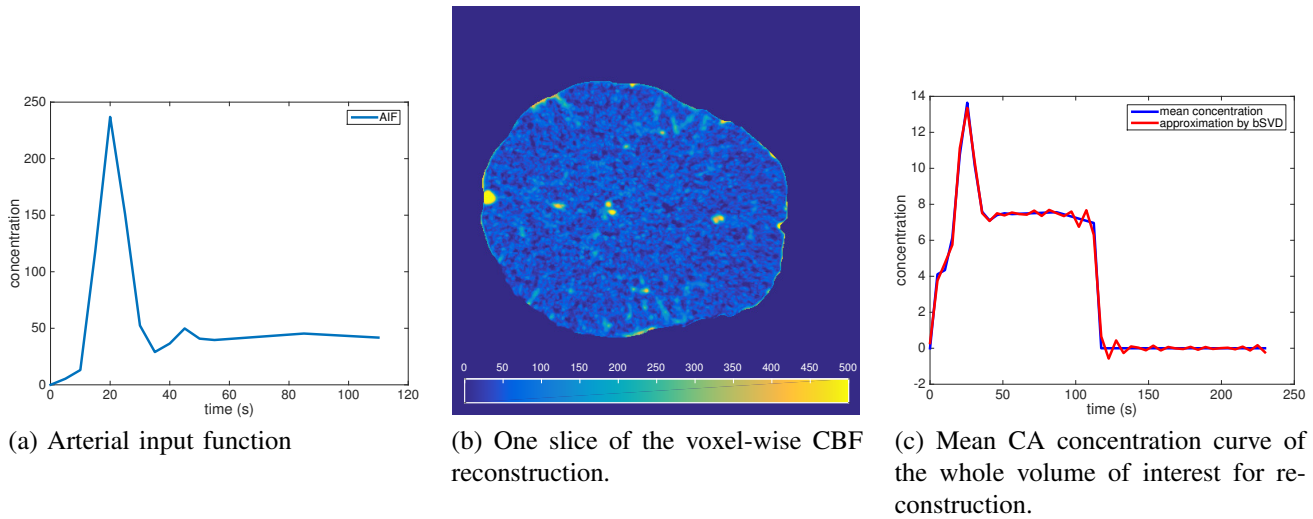 250
200
150
100
50
0
concentration
AIF
0 20 40 60 80 100 120
time (s)
(a) Arterial input function
0 50 100 150 200 250 300 350 400 450 500
(b) One slice of the voxel-wise CBF
reconstruction.
14
12
10
8
6
4
2
0
-2
concentration
mean concentration
approximation by bSVD
0 50 100 150 200 250
time (s)
(c) Mean CA concentration curve of
the whole volume of interest for re-
construction.